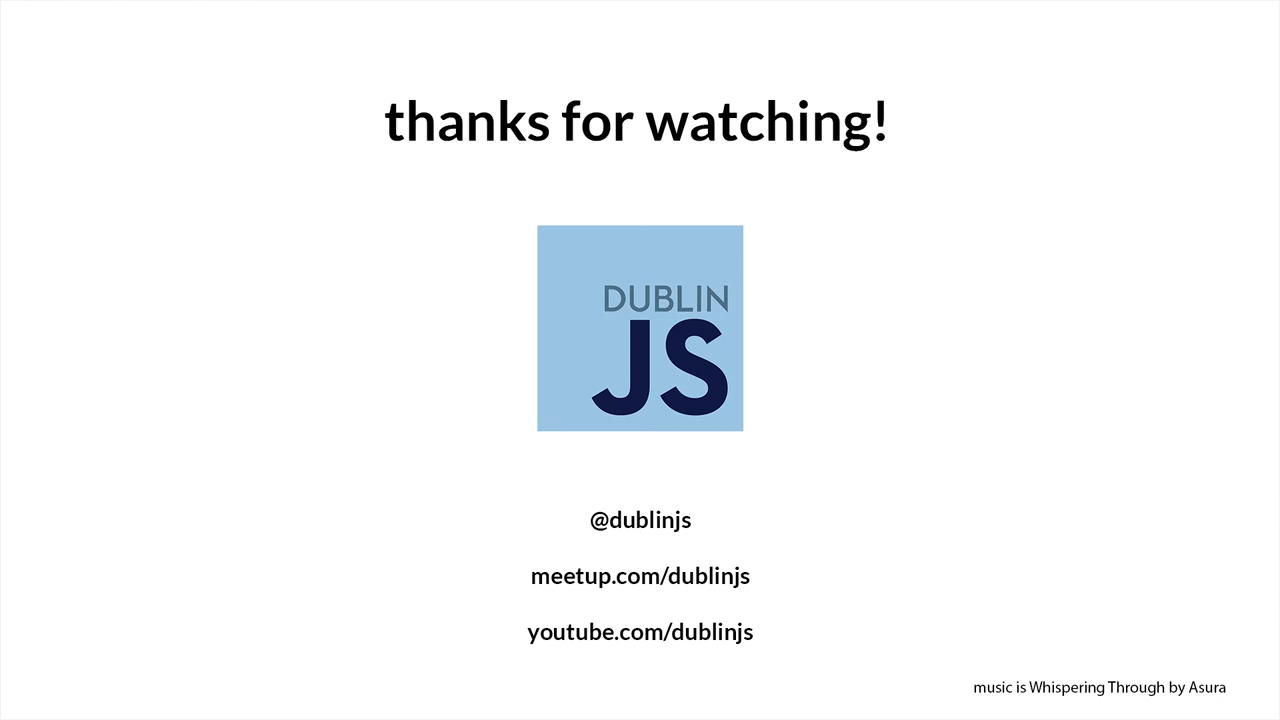 thanks for watching!
DUBLIN
JS
@dublinjs
meetup.com/dublinjs
youtube.com/dublinjs
music is Whispering Through by Asura